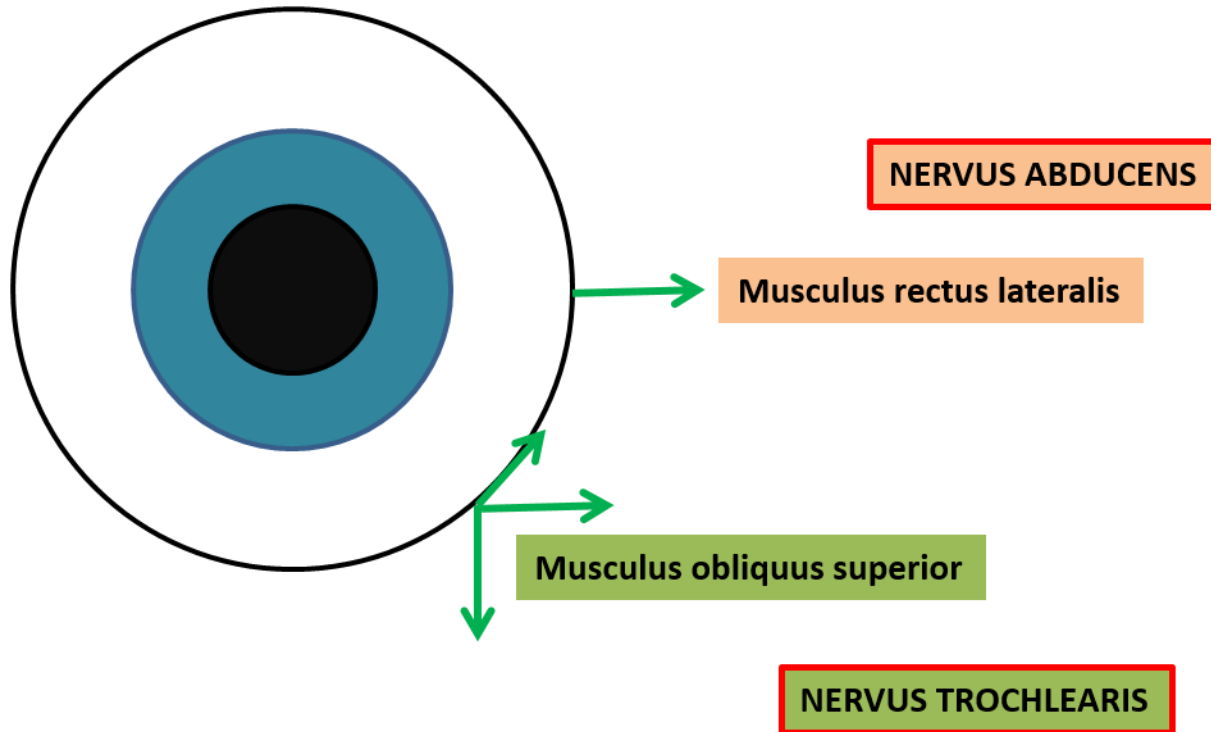 NERVUS ABDUCENS
Musculus rectus lateralis
Musculus obliquus superior
NERVUS TROCHLEARIS